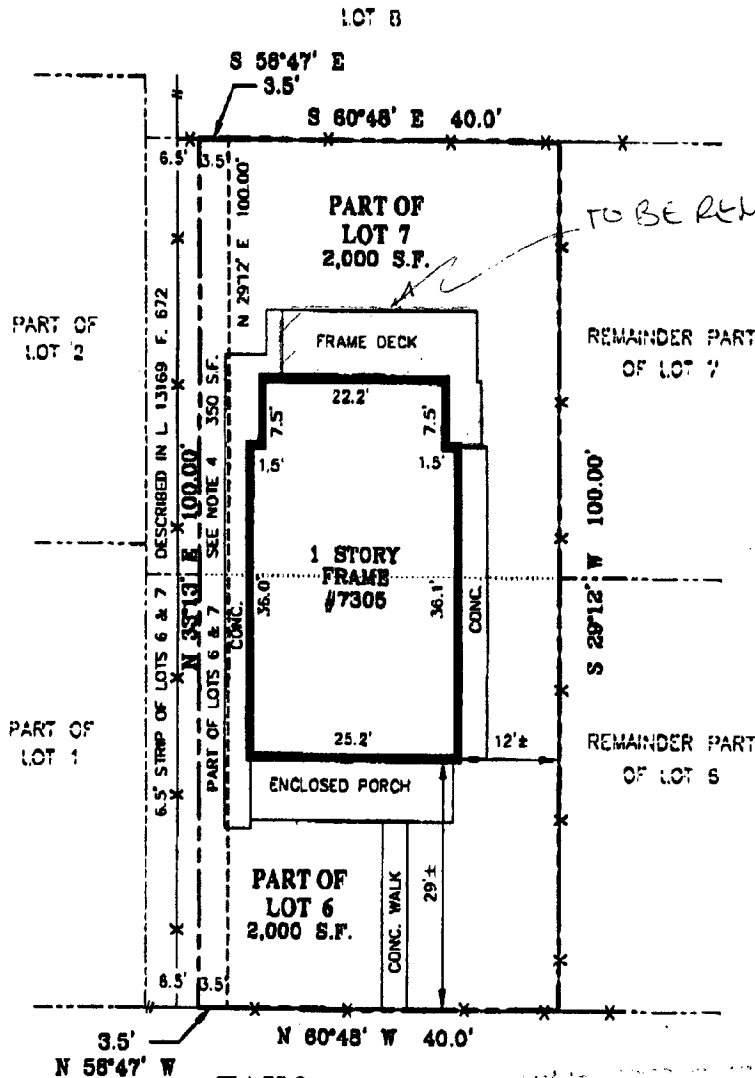 LOT 8
S 56°47' E
3.5'
S 60°48' E 40.0'
6.5'
3.5'
N 29°12' E 100.00'
PART OF
LOT 7
2,000 S.F.
TO BE REM
PART OF
LOT 2
REMAINDER PART
OF LOT 7
FRAME DECK
22.2'
7.5'
7.5'
1.5'
1.5'
6.5' STRIP OF LOTS 6 & 7 DESCRIBED IN L. 13169 F. 672
N 33°13' E 100.00'
PART OF LOTS 6 & 7 SEE NOTE 4 350 S.F.
CONC.
36.0'
1 STORY
FRAME
#7305
36.1'
CONC.
S 29°12' W 100.00'
PART OF
LOT 1
25.2'
12'±
REMAINDER PART
OF LOT 6
ENCLOSED PORCH
PART OF
LOT 6
2,000 S.F.
CONC. WALK
29'±
6.5'
3.5'
3.5'
N 56°47' W
N 60°48' W 40.0'